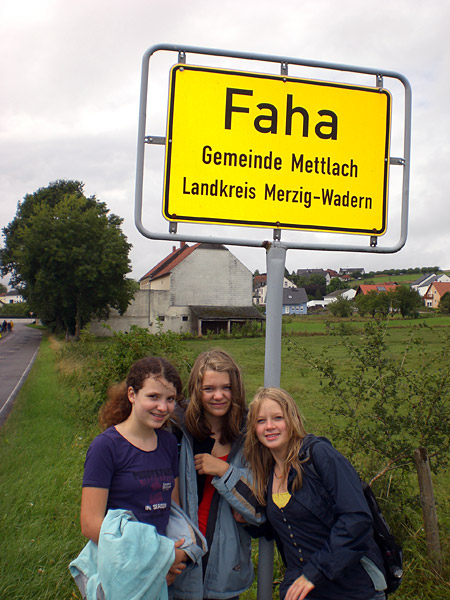 Faha
Gemeinde Mettlach
Landkreis Merzig-Wadern